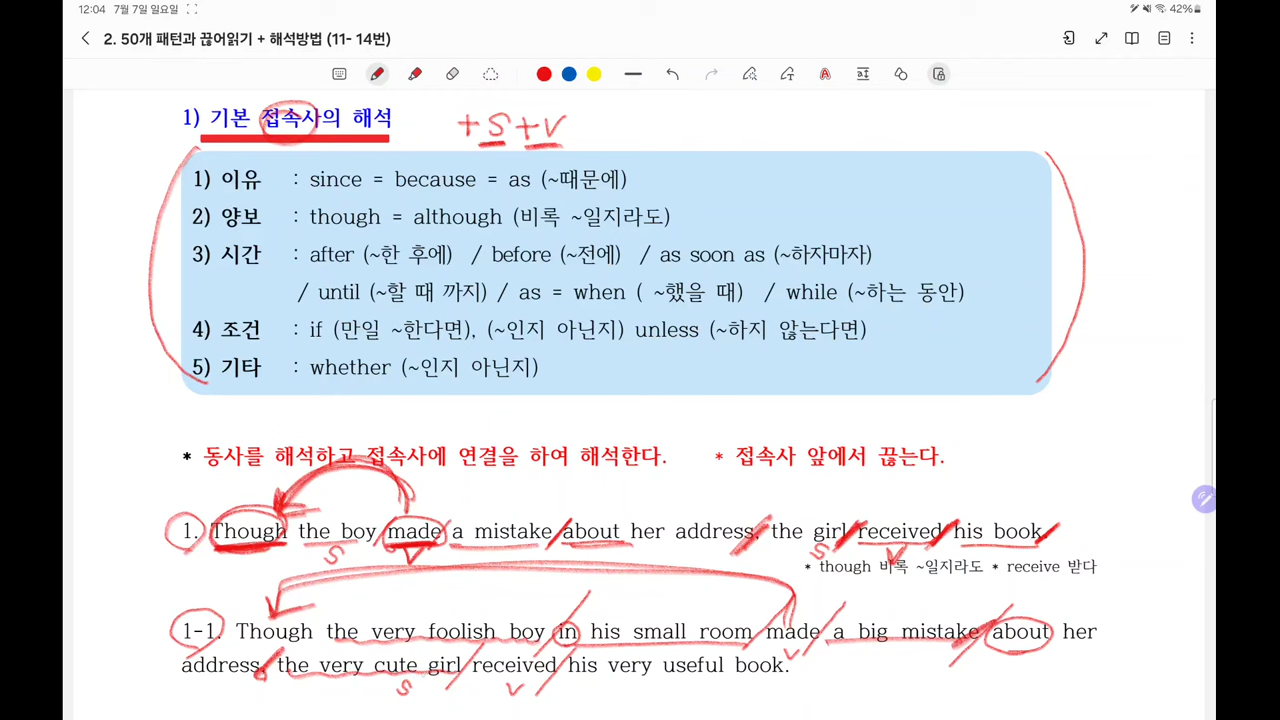 12:04 7월 7일 일요일
42%
2. 50개 패턴과 끊어읽기 + 해석방법 (11- 14번)
1) 기본 접속사의 해석 +S+V
1) 이유 : since = because = as (~때문에)
2) 양보 : though = although (비록 ~일지라도)
3) 시간 : after (~한 후에) / before (~전에) / as soon as (~하자마자)
/ until (~할 때 까지) / as = when ( ~했을 때) / while (~하는 동안)
4) 조건 : if (만일 ~한다면), (~인지 아닌지) unless (~하지 않는다면)
5) 기타 : whether (~인지 아닌지)
* 동사를 해석하고 접속사에 연결을 하여 해석한다. * 접속사 앞에서 끊는다.
1. Though the boy made a mistake about her address, the girl received his book.
S V S V
* though 비록 ~일지라도 * receive 받다
1-1. Though the very foolish boy in his small room made a big mistake about her
V
address, the very cute girl received his very useful book.
S V